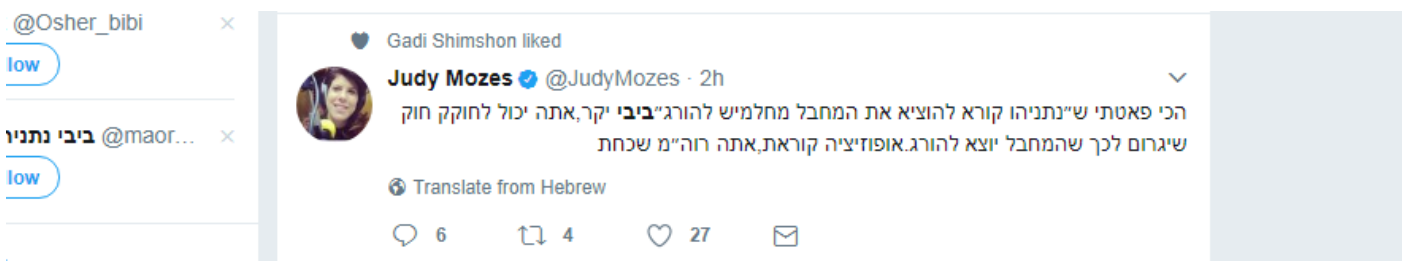 @Osher_bibi
low
ביבי נתניה @maor...
llow
Gadi Shimshon liked
Judy Mozes @JudyMozes · 2h
הכי פאטתי ש״נתניהו קורא להוציא את המחבל מחלמיש להורג״ביבי יקר,אתה יכול לחוקק חוק
שיגרום לכך שהמחבל יוצא להורג.אופוזיציה קוראת,אתה רוה״מ שכחת
Translate from Hebrew
6 4 27